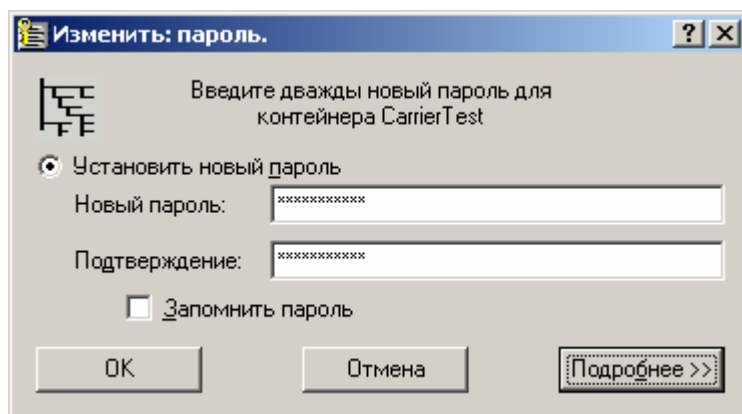 Изменить: пароль.
Введите дважды новый пароль для
контейнера CarrierTest
Установить новый пароль
Новый пароль: ***********
Подтверждение: ***********
Запомнить пароль
OK Отмена Подробнее >>